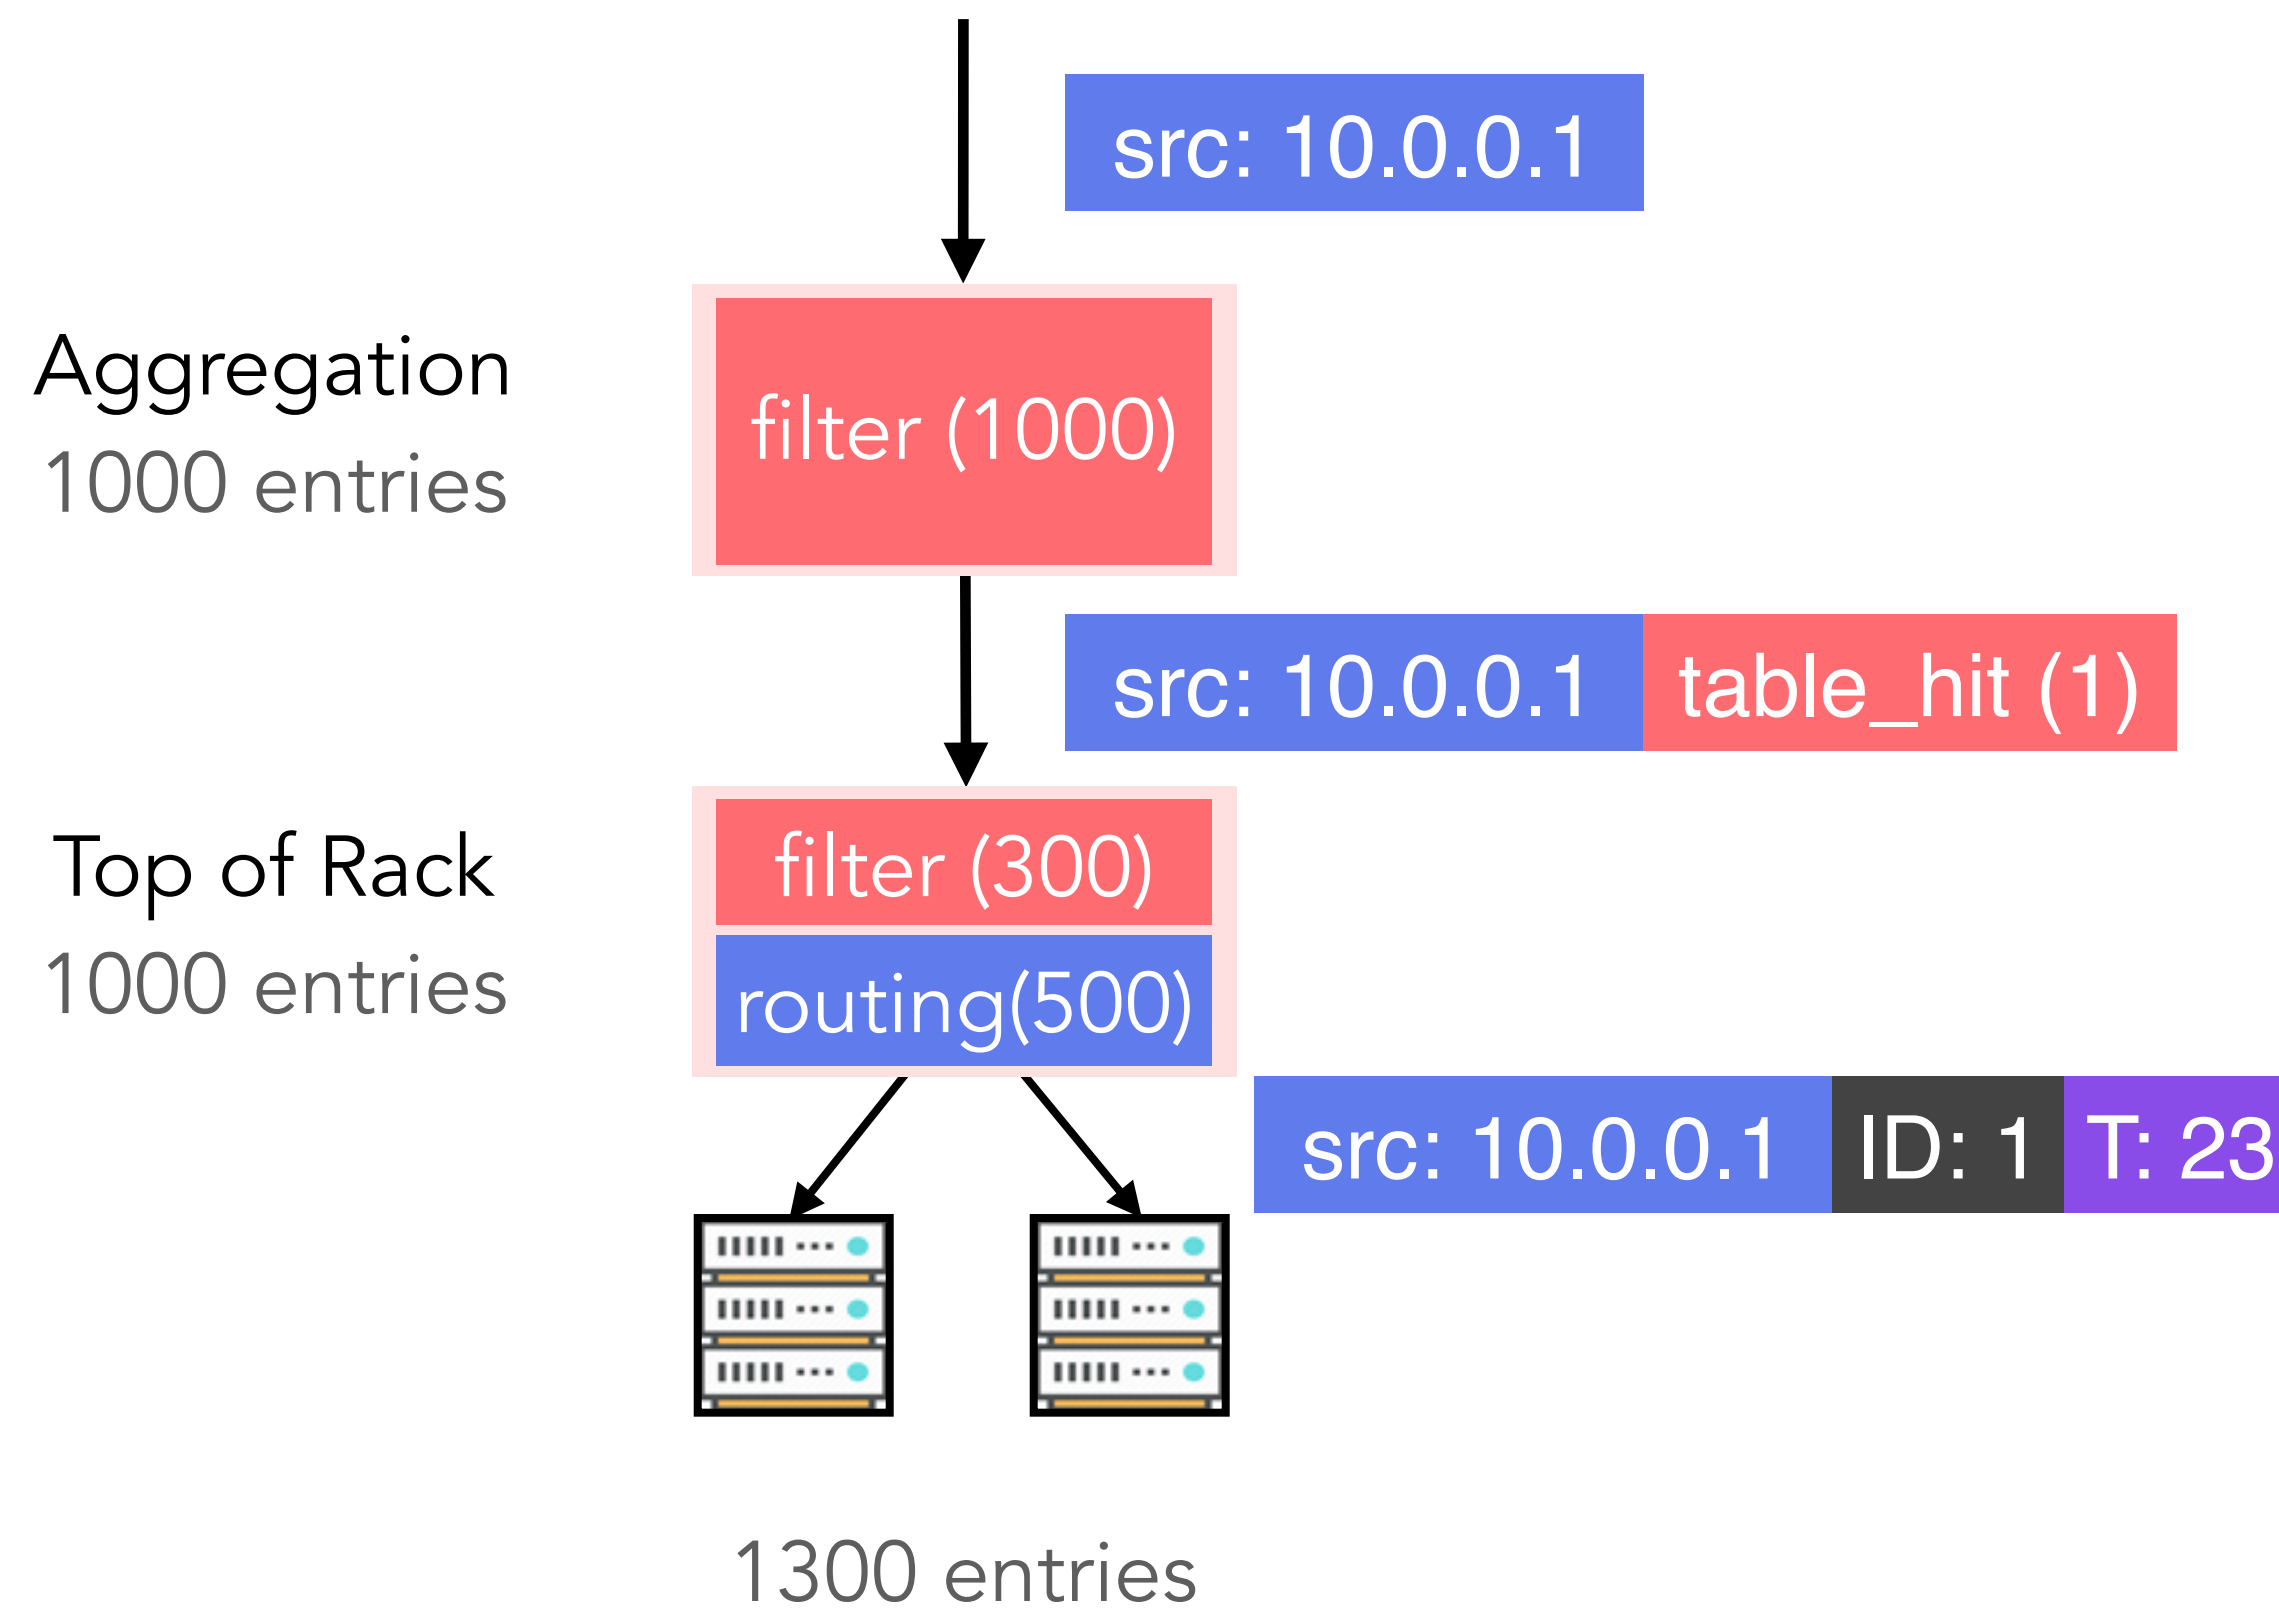 src: 10.0.0.1
Aggregation
1000 entries
filter (1000)
src: 10.0.0.1 table_hit (1)
Top of Rack
1000 entries
filter (300)
routing(500)
src: 10.0.0.1 ID: 1 T: 23
1300 entries